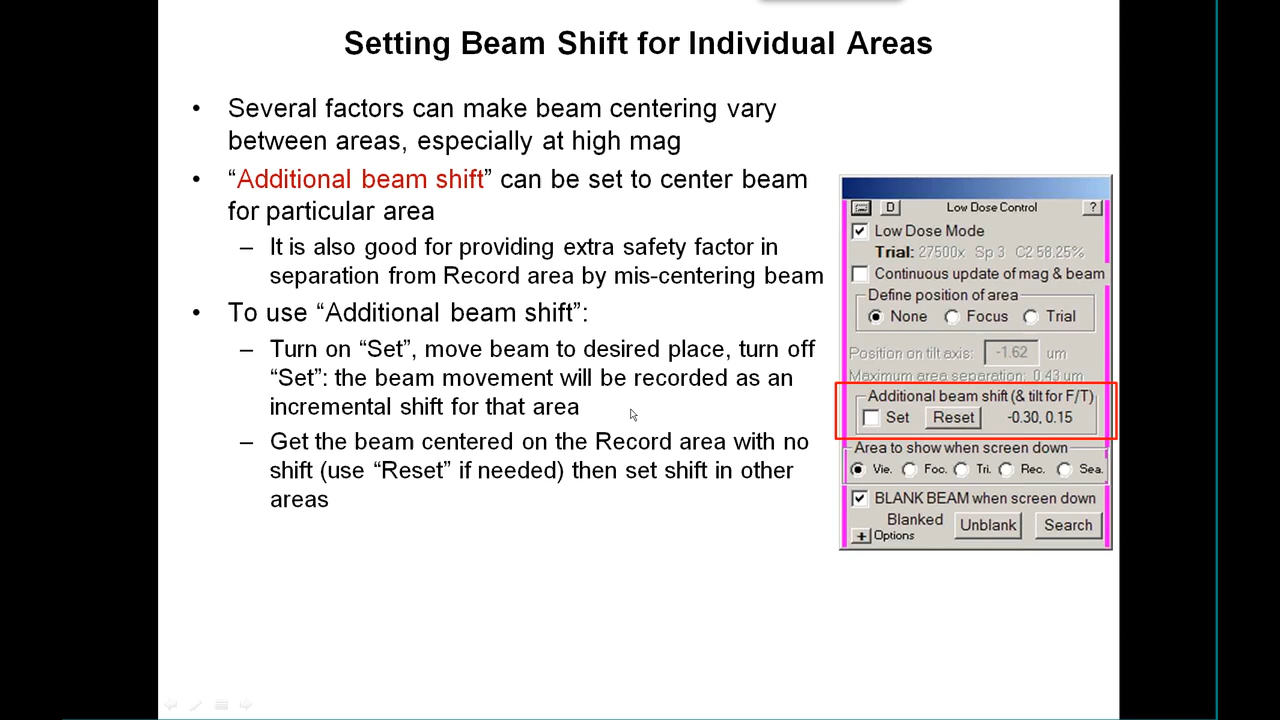 Setting Beam Shift for Individual Areas
• Several factors can make beam centering vary
between areas, especially at high mag
• “Additional beam shift” can be set to center beam
for particular area
– It is also good for providing extra safety factor in
separation from Record area by mis-centering beam
• To use “Additional beam shift”:
– Turn on “Set”, move beam to desired place, turn off
“Set”: the beam movement will be recorded as an
incremental shift for that area
– Get the beam centered on the Record area with no
shift (use “Reset” if needed) then set shift in other
areas
D Low Dose Control ?
Low Dose Mode
Trial: 27500x Sp 3 C2 58.25%
Continuous update of mag & beam
Define position of area
None Focus Trial
Position on tilt axis: -1.62 um
Maximum area separation: 0.43 um
Additional beam shift (& tilt for F/T)
Set Reset -0.30, 0.15
Area to show when screen down
Vie. Foc. Tri. Rec. Sea.
BLANK BEAM when screen down
Blanked Unblank Search
+ Options